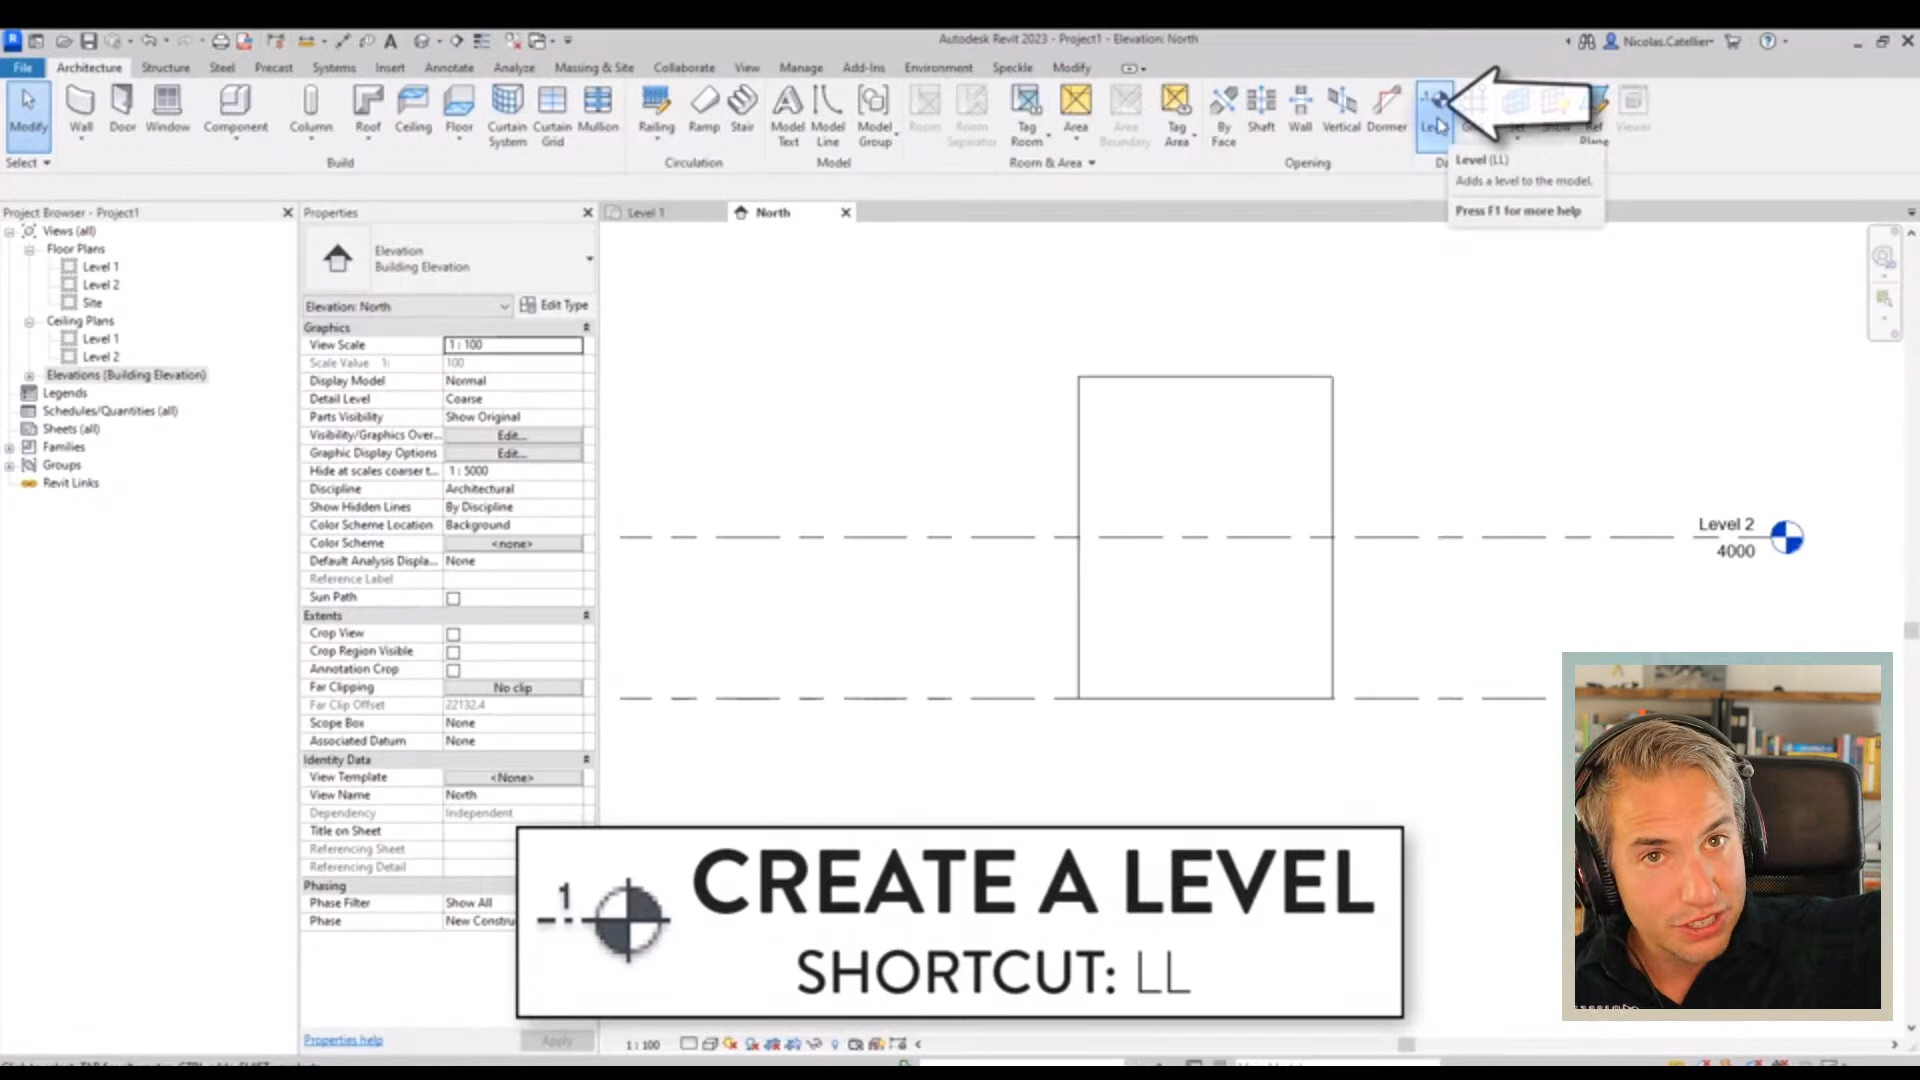 Autodesk Revit 2023 - Project1 - Elevation: North
Nicolas.Catellier
File Architecture Structure Steel Precast Systems Insert Annotate Analyze Massing & Site Collaborate View Manage Add-Ins Environment Speckle Modify
Modify Wall Door Window Component Column Roof Ceiling Floor Curtain System Curtain Grid Mullion Railing Ramp Stair Model Text Model Line Model Group Room Room Separator Tag Room Area Area Boundary Tag Area By Face Shaft Wall Vertical Dormer Ref Plane Viewer
Select Build Circulation Model Room & Area Opening
Level (LL)
Adds a level to the model.
Press F1 for more help
Project Browser - Project1
Views (all)
Floor Plans
Level 1
Level 2
Site
Ceiling Plans
Level 1
Level 2
Elevations (Building Elevation)
Legends
Schedules/Quantities (all)
Sheets (all)
Families
Groups
Revit Links
Properties
Elevation
Building Elevation
Elevation: North Edit Type
Graphics
View Scale 1 : 100
Scale Value 1: 100
Display Model Normal
Detail Level Coarse
Parts Visibility Show Original
Visibility/Graphics Over... Edit...
Graphic Display Options Edit...
Hide at scales coarser t... 1 : 5000
Discipline Architectural
Show Hidden Lines By Discipline
Color Scheme Location Background
Color Scheme <none>
Default Analysis Displa... None
Reference Label
Sun Path
Extents
Crop View
Crop Region Visible
Annotation Crop
Far Clipping No clip
Far Clip Offset 22132.4
Scope Box None
Associated Datum None
Identity Data
View Template <None>
View Name North
Dependency Independent
Title on Sheet
Referencing Sheet
Referencing Detail
Phasing
Phase Filter Show All
Phase New Constru
Properties help Apply
Level 1 North
Level 2
4000
1
CREATE A LEVEL
SHORTCUT: LL
1 : 100